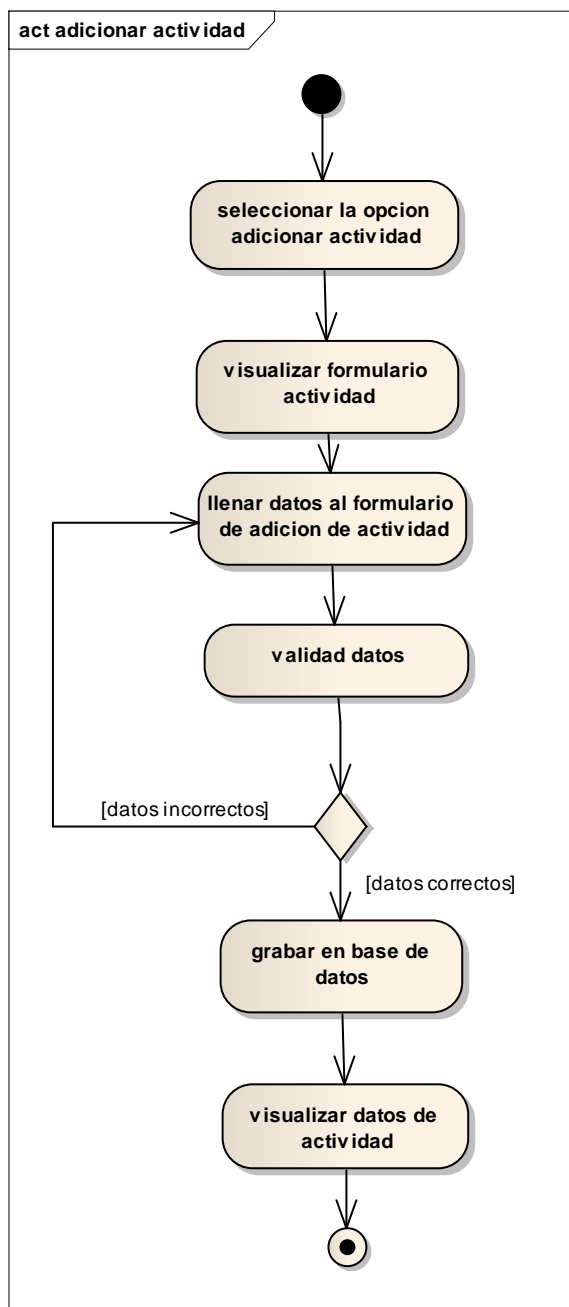 act adicionar actividad
seleccionar la opcion
adicionar actividad
visualizar formulario
actividad
llenar datos al formulario
de adicion de actividad
validad datos
[datos incorrectos]
[datos correctos]
grabar en base de
datos
visualizar datos de
actividad